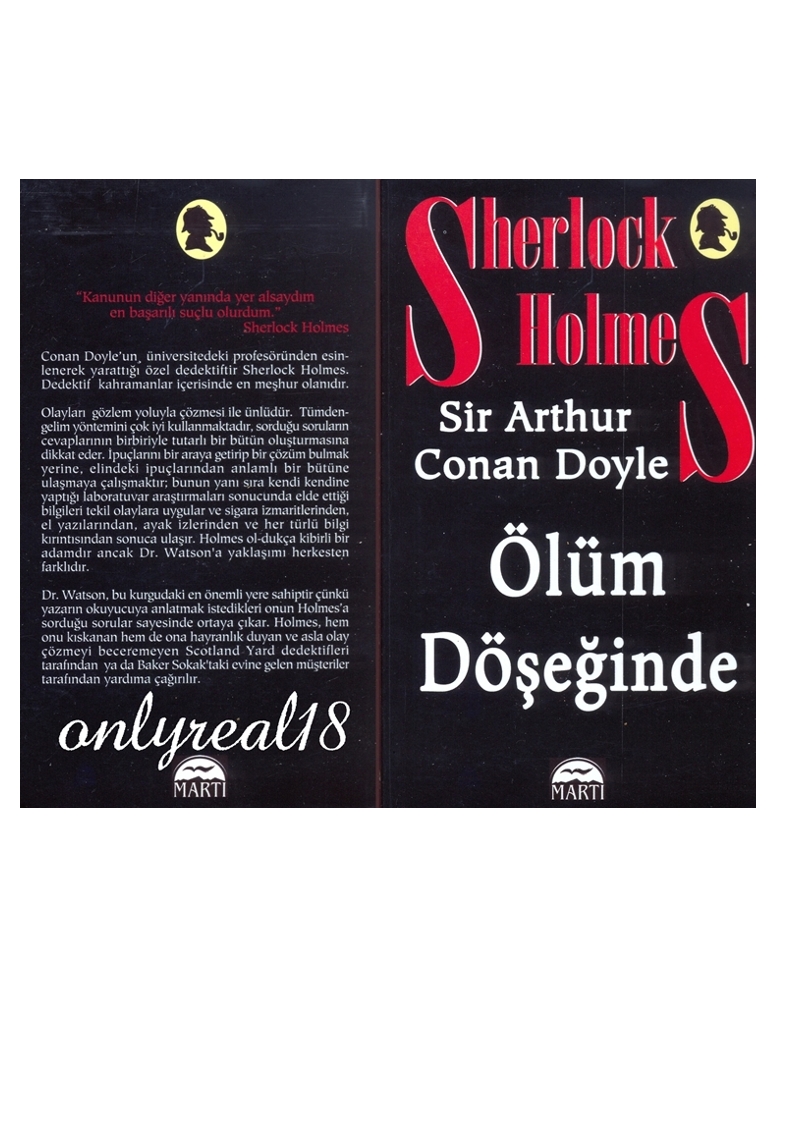 "Kanunun diğer yanında yer alsaydım
en başarılı suçlu olurdum."
Sherlock Holmes
Conan Doyle'un, üniversitedeki profesöründen esin-
lenerek yarattığı özel dedektiftir Sherlock Holmes.
Dedektif kahramanlar içerisinde en meşhur olanıdır.
Olayları gözlem yoluyla çözmesi ile ünlüdür. Tümden-
gelim yöntemini çok iyi kullanmaktadır, sorduğu soruların
cevaplarının birbiriyle tutarlı bir bütün oluşturmasına
dikkat eder. İpuçlarını bir araya getirip bir çözüm bulmak
yerine, elindeki ipuçlarından anlamlı bir bütüne
ulaşmaya çalışmaktır; bunun yanı sıra kendi kendine
yaptığı laboratuvar araştırmaları sonucunda elde ettiği
bilgileri tekil olaylara uygular ve sigara izmaritlerinden,
el yazılarından, ayak izlerinden ve her türlü bilgi
kırıntısından sonuca ulaşır. Holmes ol-dukça kibirli bir
adamdır ancak Dr. Watson'a yaklaşımı herkesten
farklıdır.
Dr. Watson, bu kurgudaki en önemli yere sahiptir çünkü
yazarın okuyucuya anlatmak istedikleri onun Holmes'a
sorduğu sorular sayesinde ortaya çıkar. Holmes, hem
onu kıskanan hem de ona hayranlık duyan ve asla olay
çözmeyi beceremeyen Scotland Yard dedektifleri
tarafından ya da Baker Sokak'taki evine gelen müşteriler
tarafından yardıma çağırılır.
onlyreal18
MARTI
Sherlock
Holmes
Sir Arthur
Conan Doyle
Ölüm
Döşeğinde
MARTI